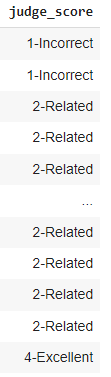 judge_score
1-Incorrect
1-Incorrect
2-Related
2-Related
2-Related
...
2-Related
2-Related
2-Related
2-Related
4-Excellent